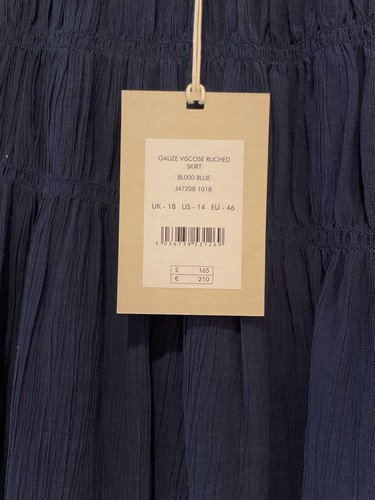 GAUZE VISCOSE RUCHED
SKIRT
BL000 BLUE
J47208 1018
UK - 18 US - 14 EU - 46
£ 165
€ 210